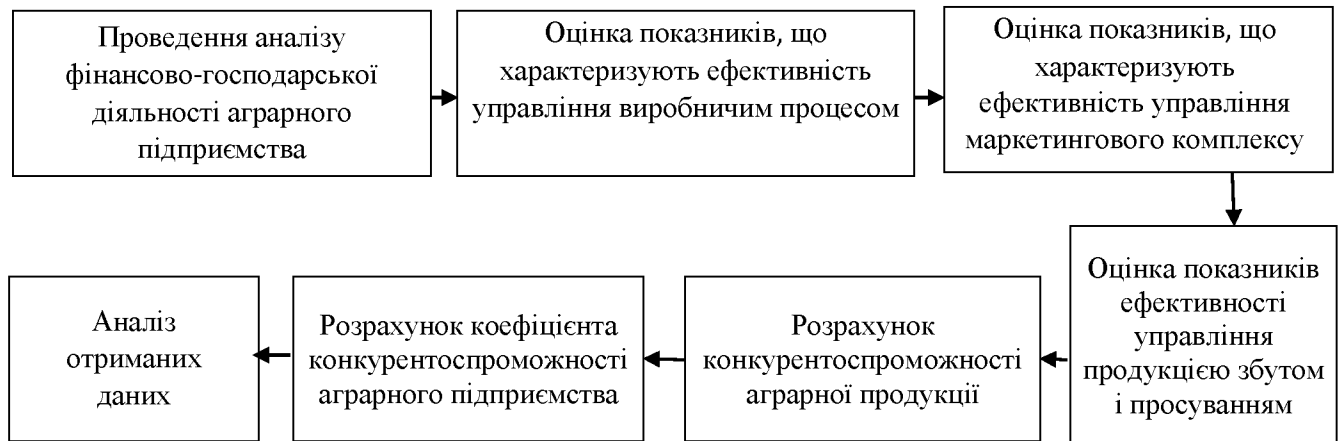 Проведення аналізу
фінансово-господарської
діяльності аграрного
підприємства
Оцінка показників, що
характеризують ефективність
управління виробничим процесом
Оцінка показників, що
характеризують
ефективність управління
маркетингового комплексу
Оцінка показників
ефективності
управління
продукцією збутом
і просуванням
Розрахунок
конкурентоспроможності
аграрної продукції
Розрахунок коефіцієнта
конкурентоспроможності
аграрного підприємства
Аналіз
отриманих
даних